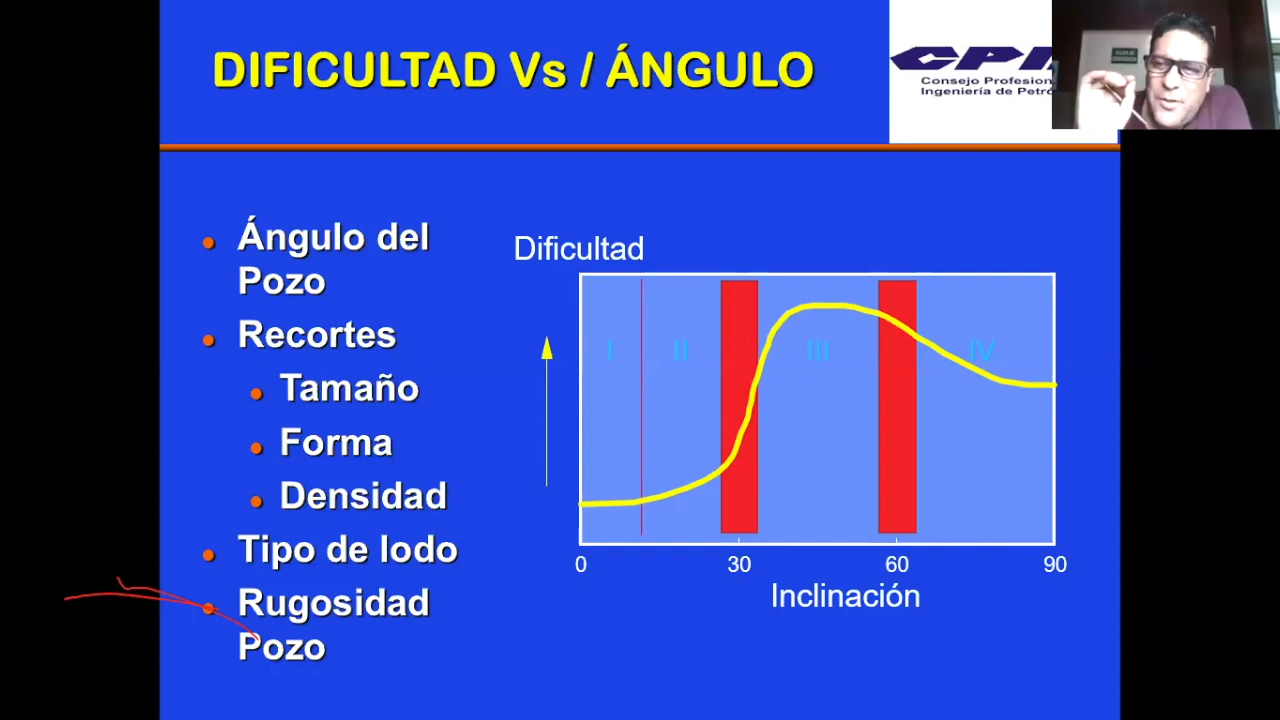 DIFICULTAD Vs / ÁNGULO
Consejo Profesion
Ingeniería de Petró
Ángulo del
Pozo
Recortes
Tamaño
Forma
Densidad
Tipo de lodo
Rugosidad
Pozo
Dificultad
I II III IV
0 30 60 90
Inclinación